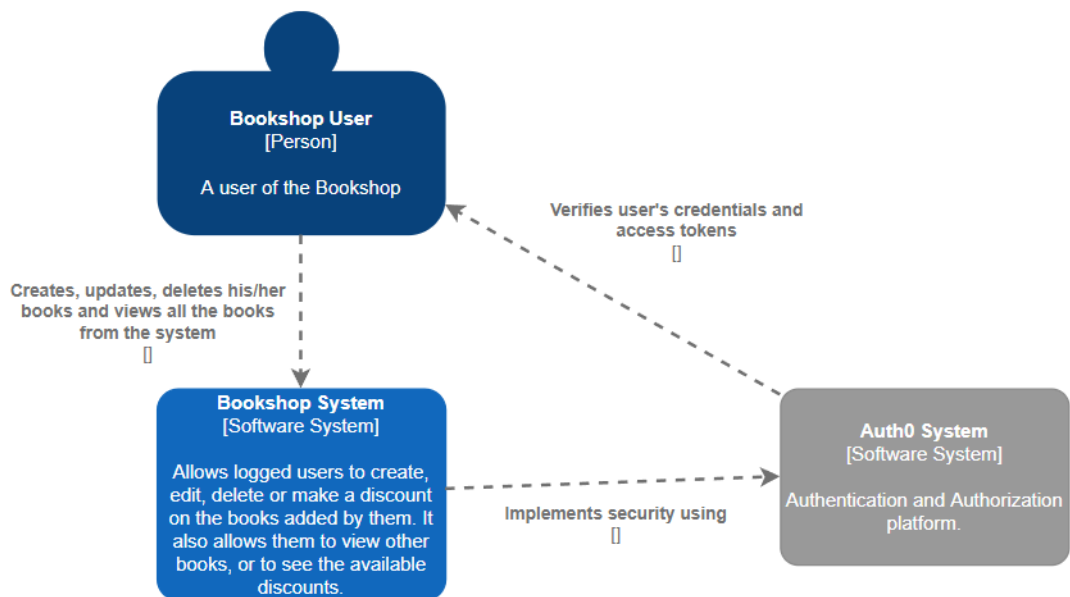 Bookshop User
[Person]
A user of the Bookshop
Verifies user's credentials and
access tokens
[]
Creates, updates, deletes his/her
books and views all the books
from the system
[]
Bookshop System
[Software System]
Allows logged users to create,
edit, delete or make a discount
on the books added by them. It
also allows them to view other
books, or to see the available
discounts.
Implements security using
[]
Auth0 System
[Software System]
Authentication and Authorization
platform.